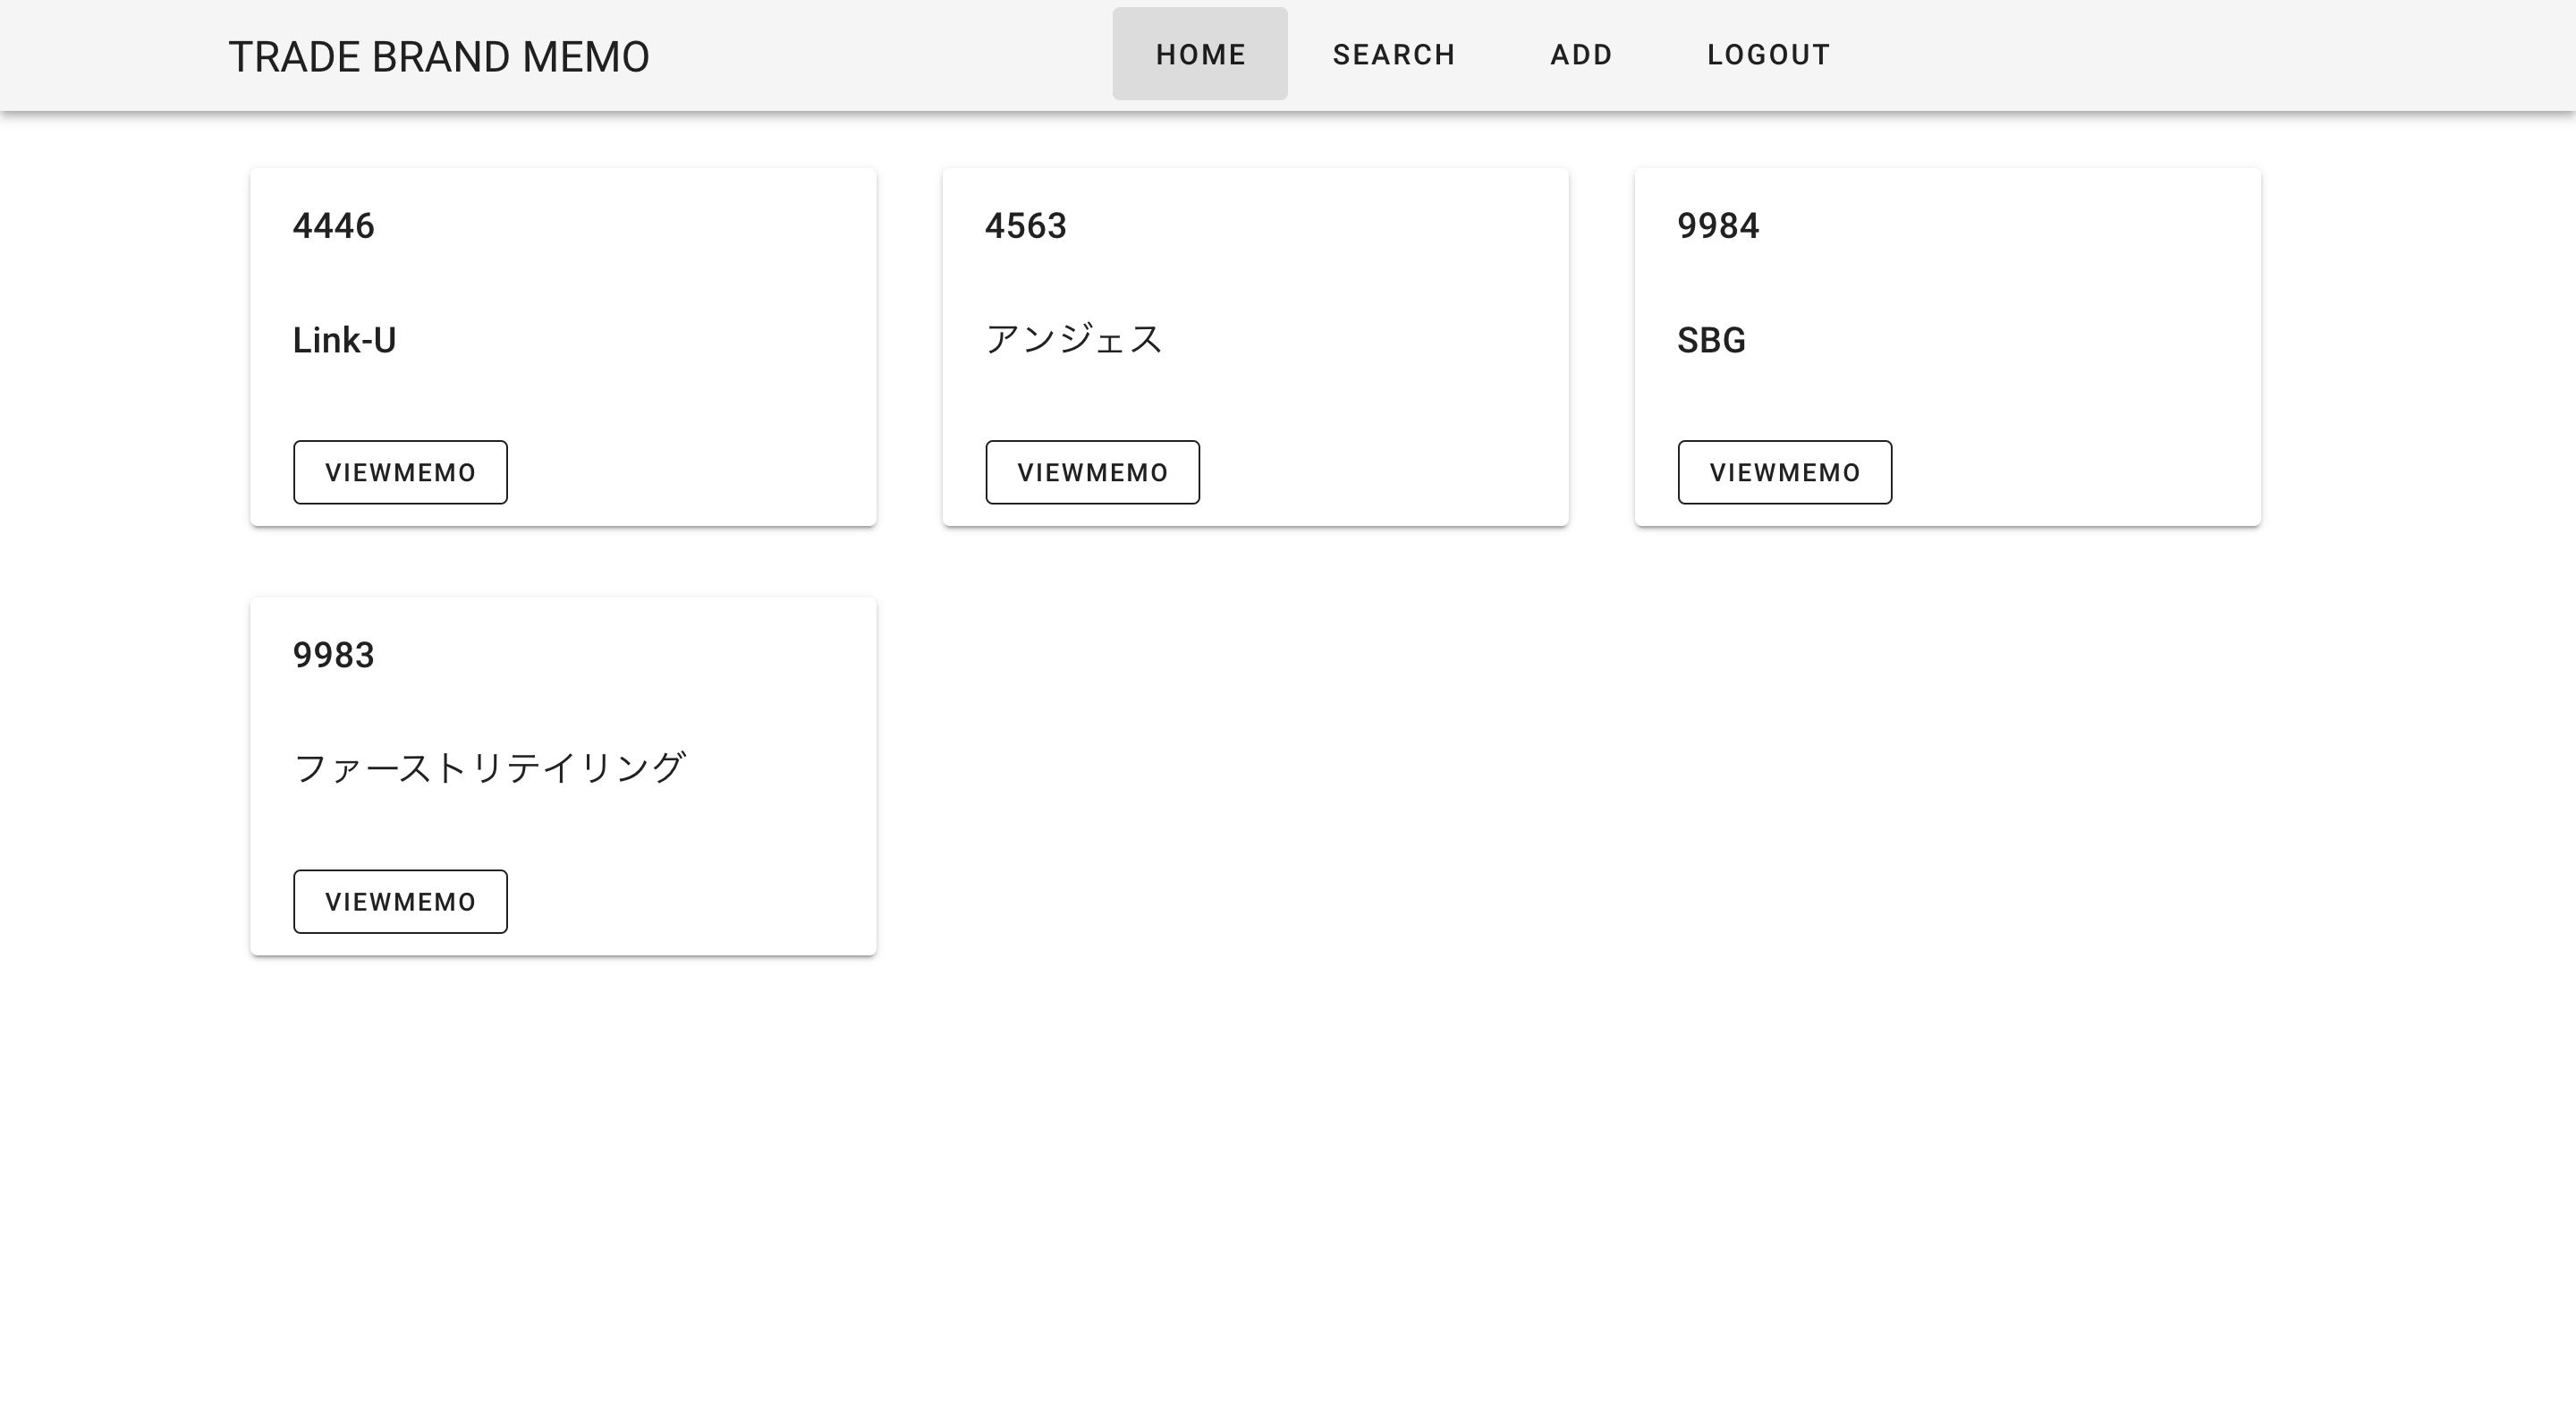 TRADE BRAND MEMO
HOME SEARCH ADD LOGOUT
4446
Link-U
VIEWMEMO
4563
アンジェス
VIEWMEMO
9984
SBG
VIEWMEMO
9983
ファーストリテイリング
VIEWMEMO